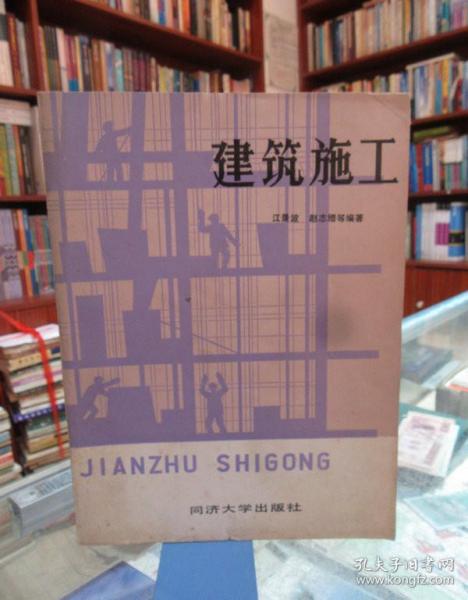 建筑施工
江景波 赵志缙等编著
JIANZHU SHIGONG
同济大学出版社
孔夫子旧书网
www.kongfz.com